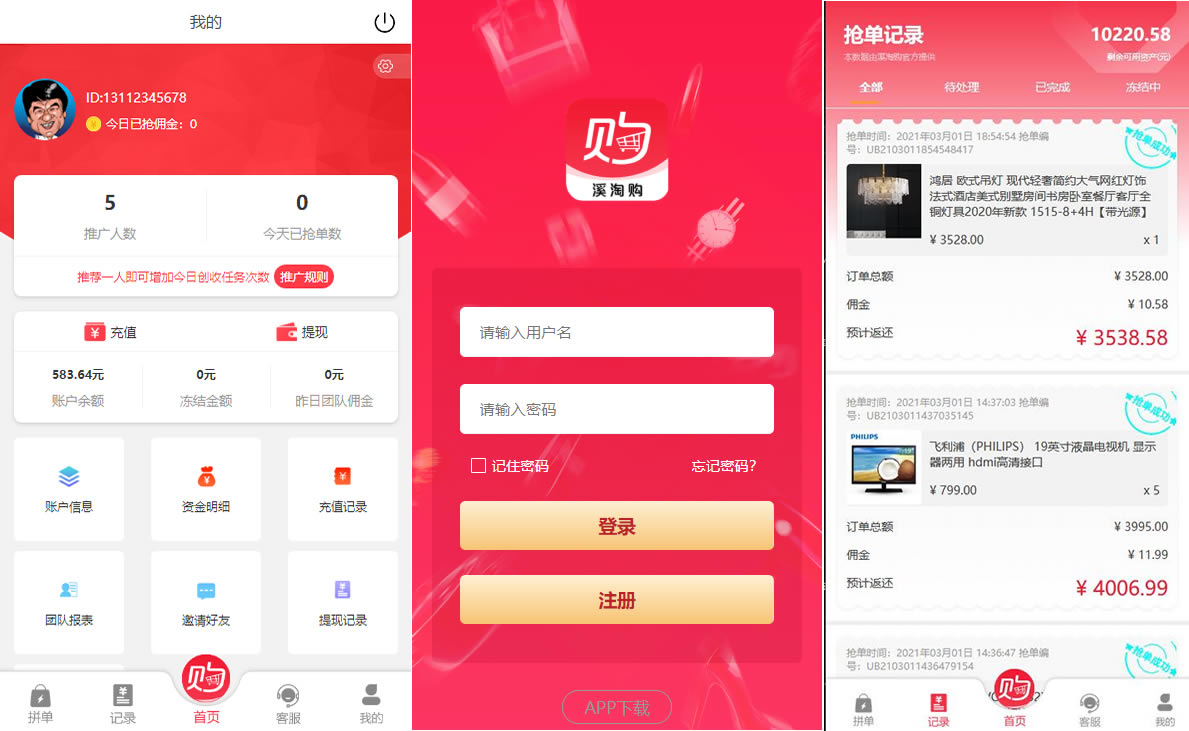 我的
ID:13112345678
今日已抢佣金: 0
5
0
推广人数
今天已抢单数
推荐一人即可增加今日创收任务次数 推广规则
充值
提现
583.64元
0元
0元
账户余额
冻结金额
昨日团队佣金
账户信息
资金明细
充值记录
团队报表
邀请好友
提现记录
拼单
记录
购
首页
客服
我的
购
溪淘购
请输入用户名
请输入密码
记住密码
忘记密码?
登录
注册
APP下载
抢单记录
10220.58
本数据由溪淘购官方提供
剩余可用资产(元)
全部
待处理
已完成
冻结中
抢单时间: 2021年03月01日 18:54:54 抢单编
号: UB2103011854548417
抢单成功
鸿居 欧式吊灯 现代轻奢简约大气网红灯饰
法式酒店美式别墅房间书房卧室餐厅客厅全
铜灯具2020年新款 1515-8+4H【带光源】
¥ 3528.00
x 1
订单总额
¥ 3528.00
佣金
¥ 10.58
预计返还
¥ 3538.58
抢单时间: 2021年03月01日 14:37:03 抢单编
号: UB2103011437035145
抢单成功
PHILIPS
飞利浦（PHILIPS） 19英寸液晶电视机 显示
器两用 hdmi高清接口
¥ 799.00
x 5
订单总额
¥ 3995.00
佣金
¥ 11.99
预计返还
¥ 4006.99
抢单时间: 2021年03月01日 14:36:47 抢单编
号: UB2103011436479154
抢单成功
拼单
记录
购
首页
客服
我的